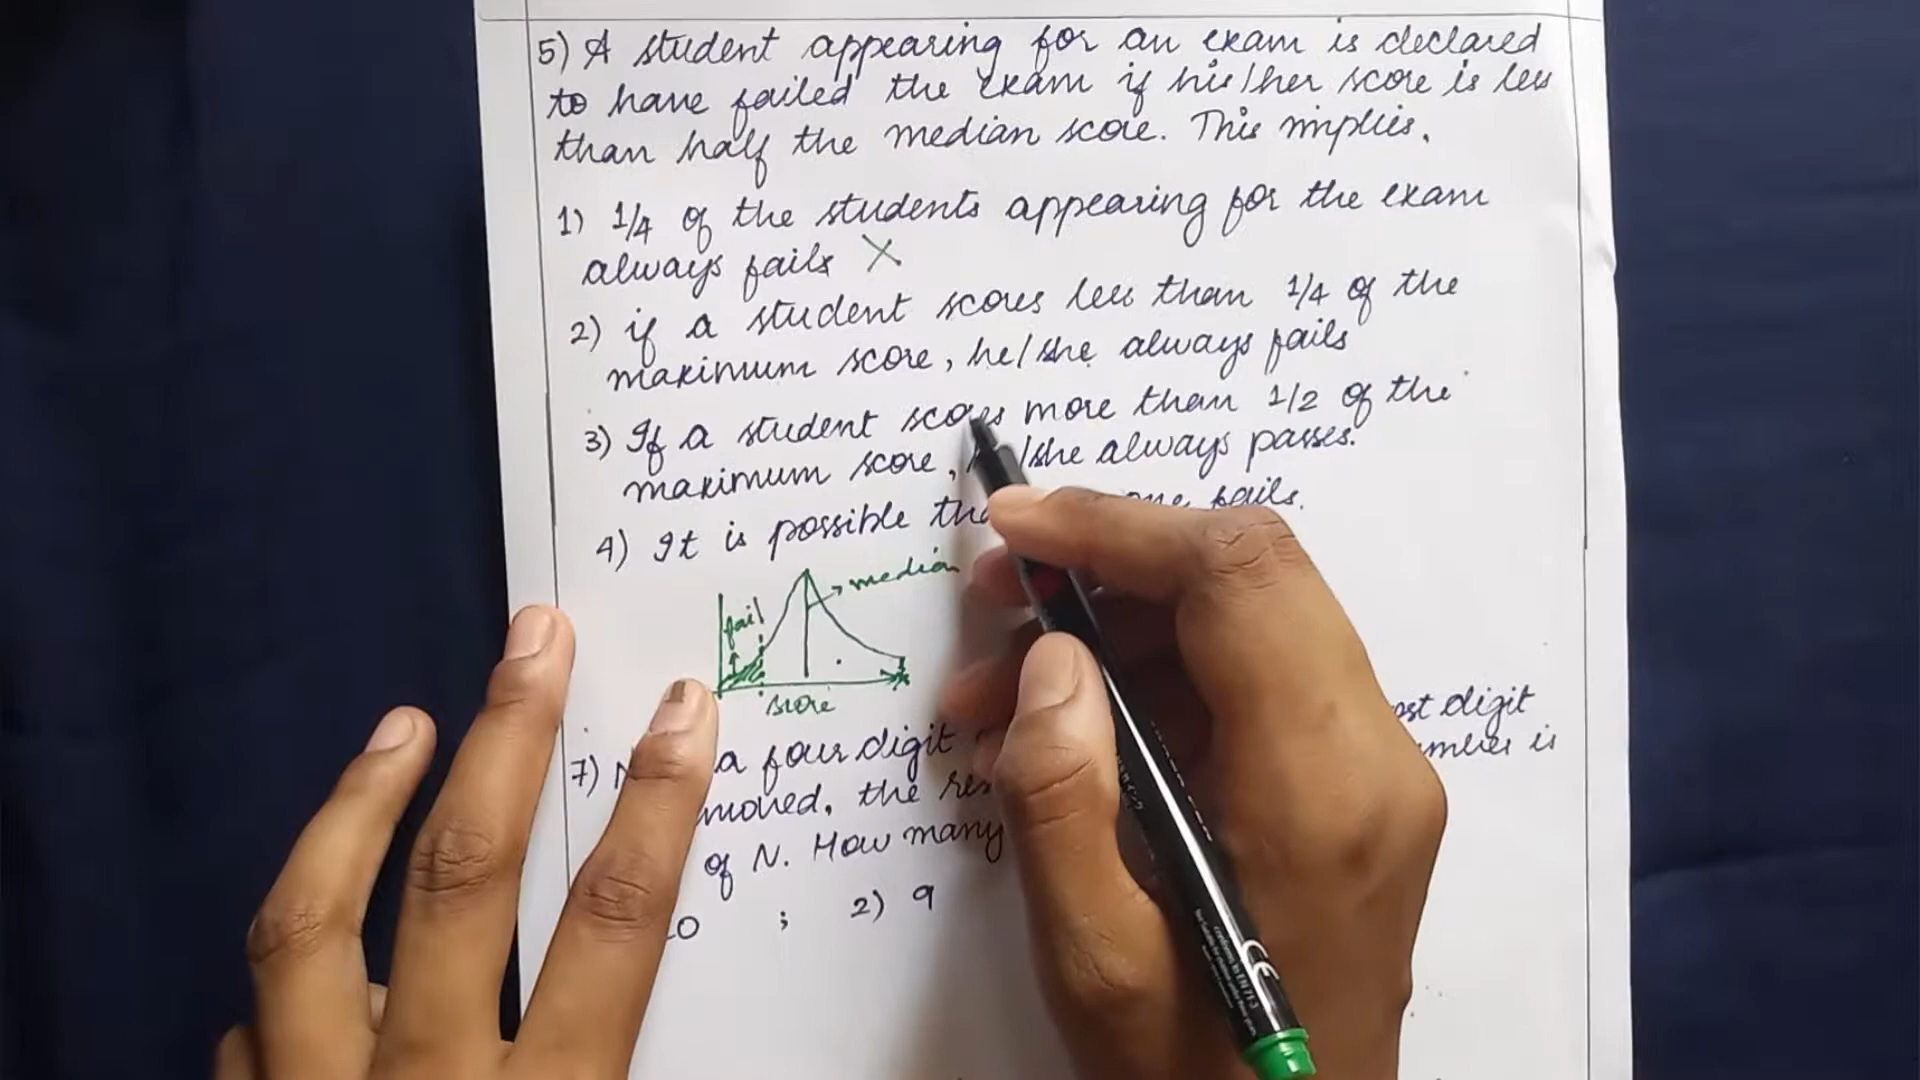 5) A student appearing for an exam is declared
to have failed the exam if his/her score is less
than half the median score. This implies.
1) 1/4 of the students appearing for the exam
always fails X
2) if a student scores less than 1/4 of the
maximum score, he/she always fails
3) If a student scores more than 1/2 of the
maximum score, /she always passes.
4) It is possible fails.
median
fail
score
7) a four digit digit
moved, the is
of N. How many
; 2) 9